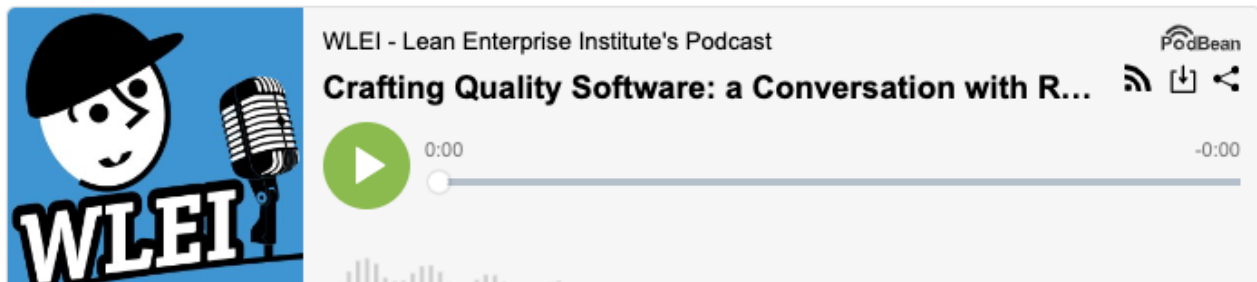 WLEI - Lean Enterprise Institute's Podcast
PodBean
Crafting Quality Software: a Conversation with R...
0:00
-0:00
WLEI